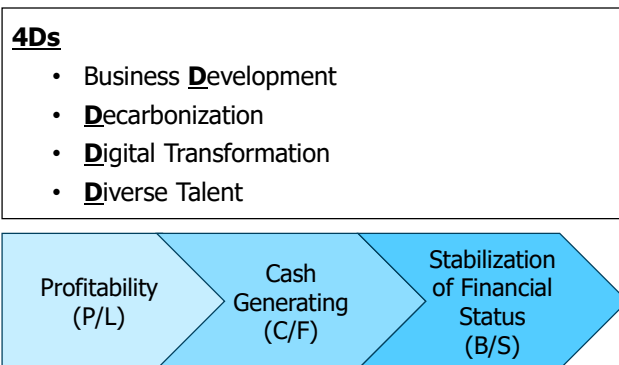 4Ds
• Business Development
• Decarbonization
• Digital Transformation
• Diverse Talent
Profitability
(P/L)
Cash
Generating
(C/F)
Stabilization
of Financial
Status
(B/S)